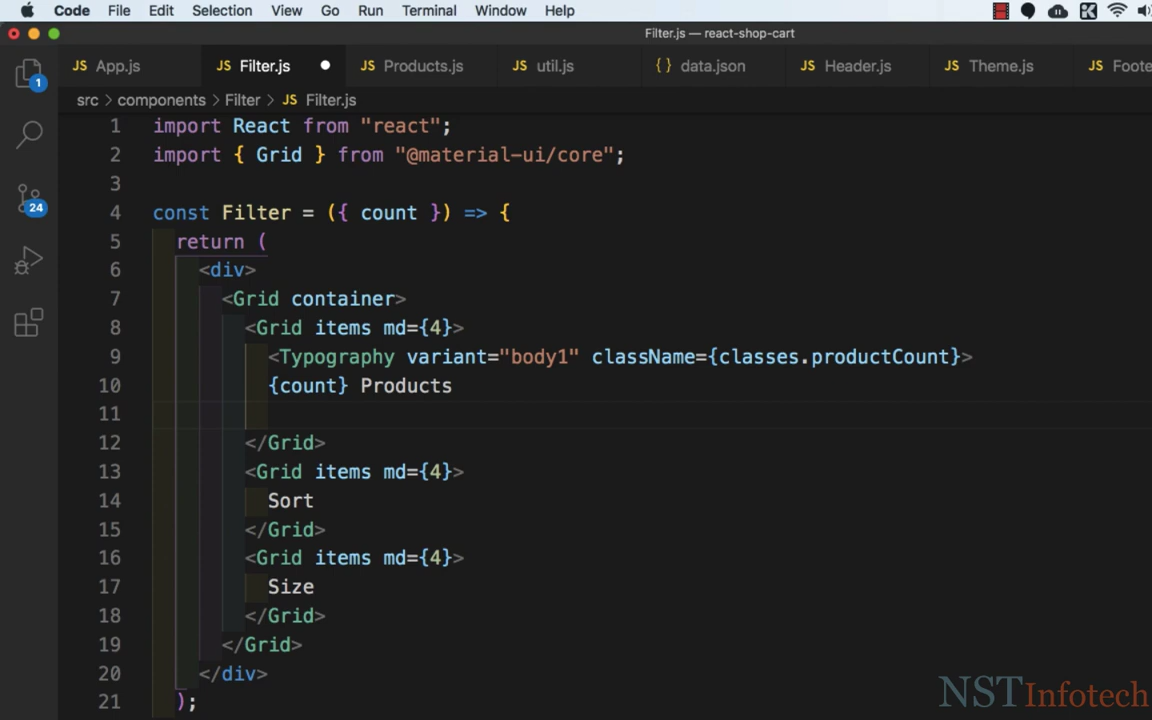 Code File Edit Selection View Go Run Terminal Window Help
Filter.js — react-shop-cart
JS App.js JS Filter.js JS Products.js JS util.js {} data.json JS Header.js JS Theme.js JS Foote
src > components > Filter > JS Filter.js
1
24
1 import React from "react";
2 import { Grid } from "@material-ui/core";
3
4 const Filter = ({ count }) => {
5 return (
6 <div>
7 <Grid container>
8 <Grid items md={4}>
9 <Typography variant="body1" className={classes.productCount}>
10 {count} Products
11
12 </Grid>
13 <Grid items md={4}>
14 Sort
15 </Grid>
16 <Grid items md={4}>
17 Size
18 </Grid>
19 </Grid>
20 </div>
21 );
NSTInfotech